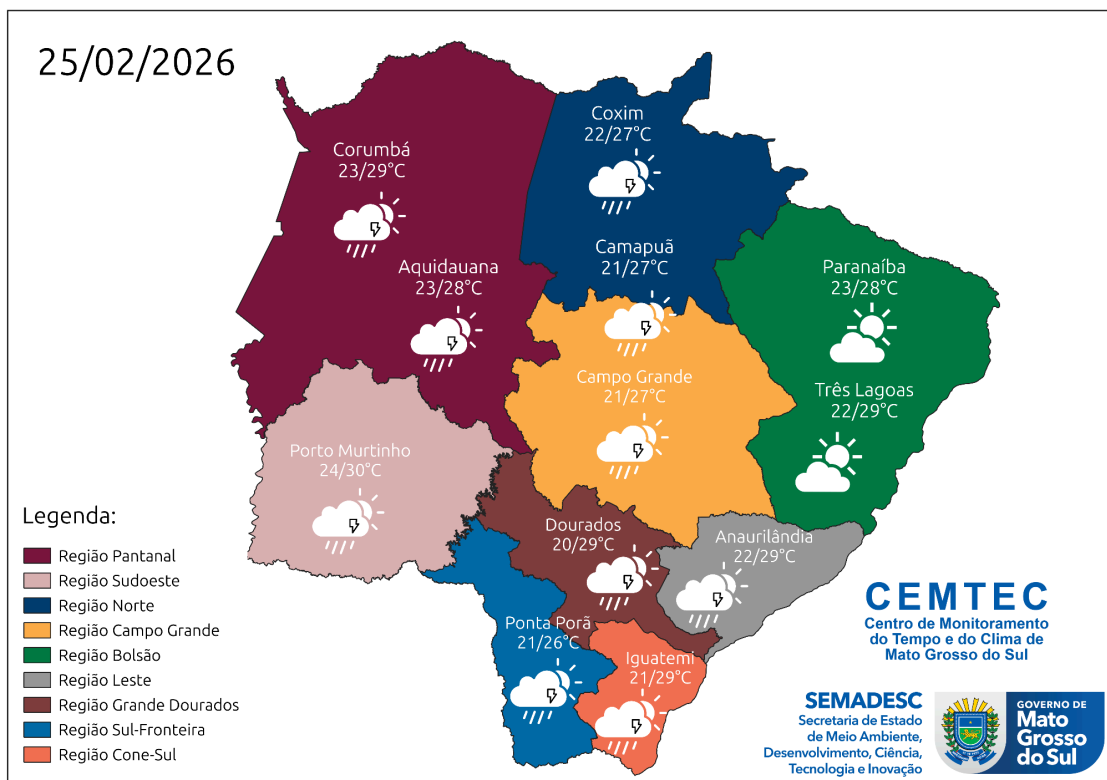 25/02/2026
Coxim
22/27°C
Corumbá
23/29°C
Camapuã
21/27°C
Aquidauana
23/28°C
Paranaíba
23/28°C
Campo Grande
21/27°C
Três Lagoas
22/29°C
Porto Murtinho
24/30°C
Dourados
20/29°C
Anaurilândia
22/29°C
Ponta Porã
21/26°C
Iguatemi
21/29°C
Legenda:
Região Pantanal
Região Sudoeste
Região Norte
Região Campo Grande
Região Bolsão
Região Leste
Região Grande Dourados
Região Sul-Fronteira
Região Cone-Sul
CEMTEC
Centro de Monitoramento
do Tempo e do Clima de
Mato Grosso do Sul
SEMADESC
Secretaria de Estado
de Meio Ambiente,
Desenvolvimento, Ciência,
Tecnologia e Inovação
GOVERNO DE
Mato
Grosso
do Sul